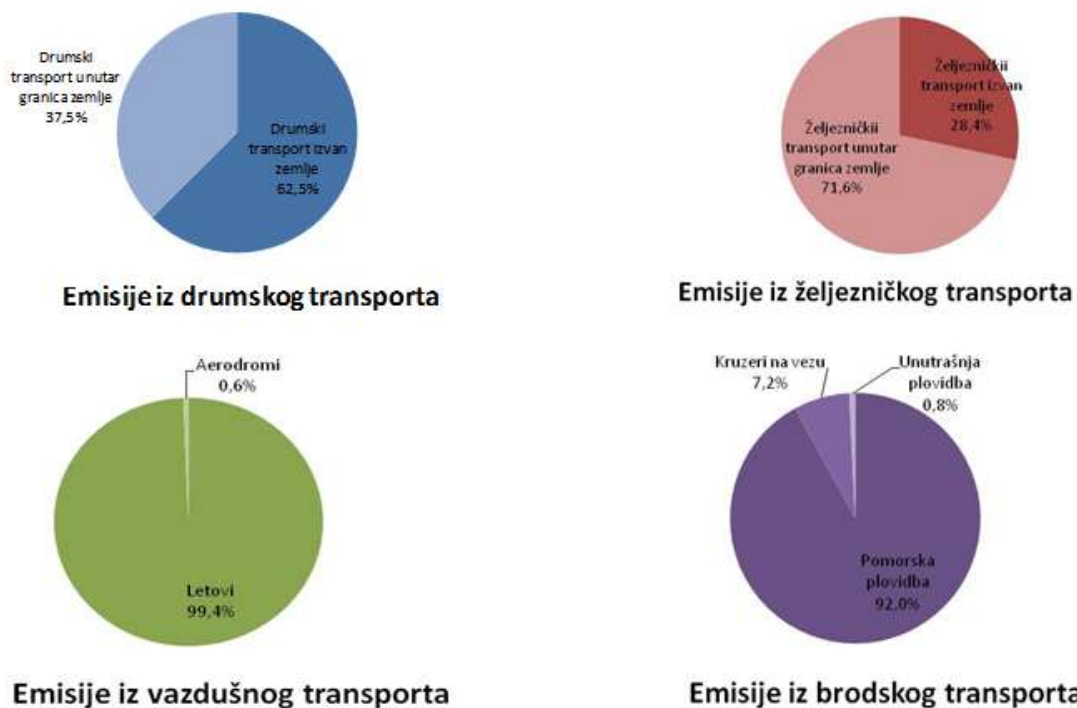 Drumski
transport unutar
granica zemlje
37,5%
Drumski
transport izvan
zemlje
62,5%
Emisije iz drumskog transporta
Željezničkii
transport izvan
zemlje
28,4%
Željezničkii
transport unutar
granica zemlje
71,6%
Emisije iz željezničkog transporta
Aerodromi
0,6%
Letovi
99,4%
Emisije iz vazdušnog transporta
Kruzeri na vezu
7,2%
Unutrašnja
plovidba
0,8%
Pomorska
plovidba
92,0%
Emisije iz brodskog transporta